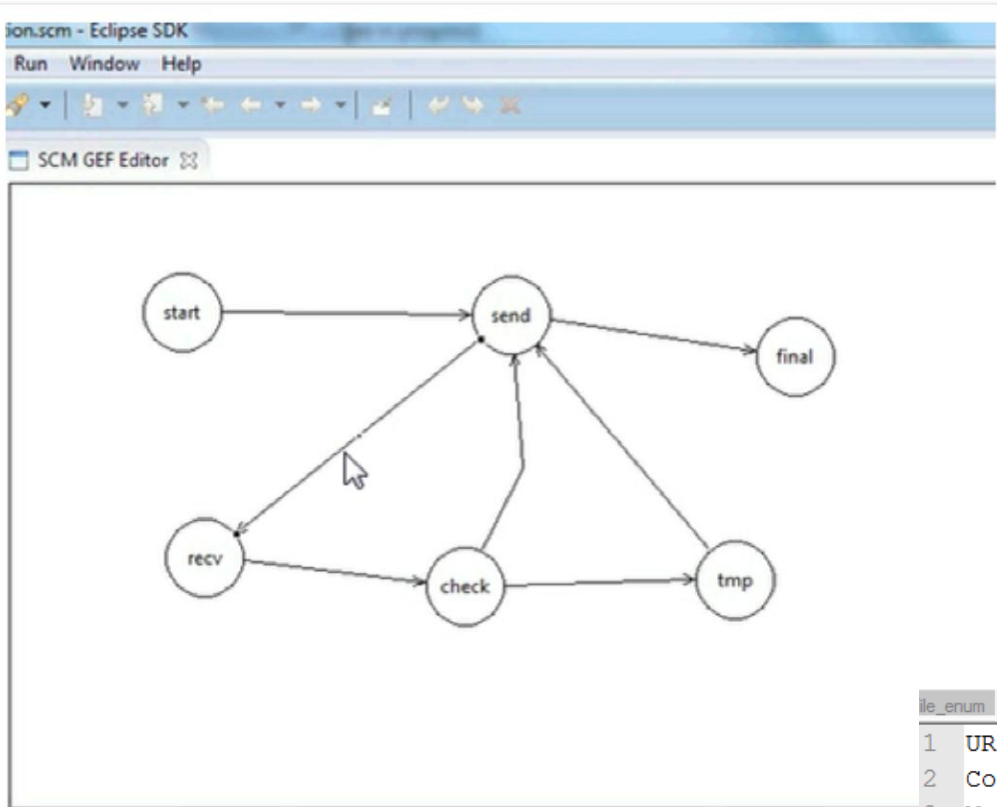 ion.scm - Eclipse SDK
Run Window Help
SCM GEF Editor
start
send
final
recv
check
tmp
ile_enum
1 UR
2 Co